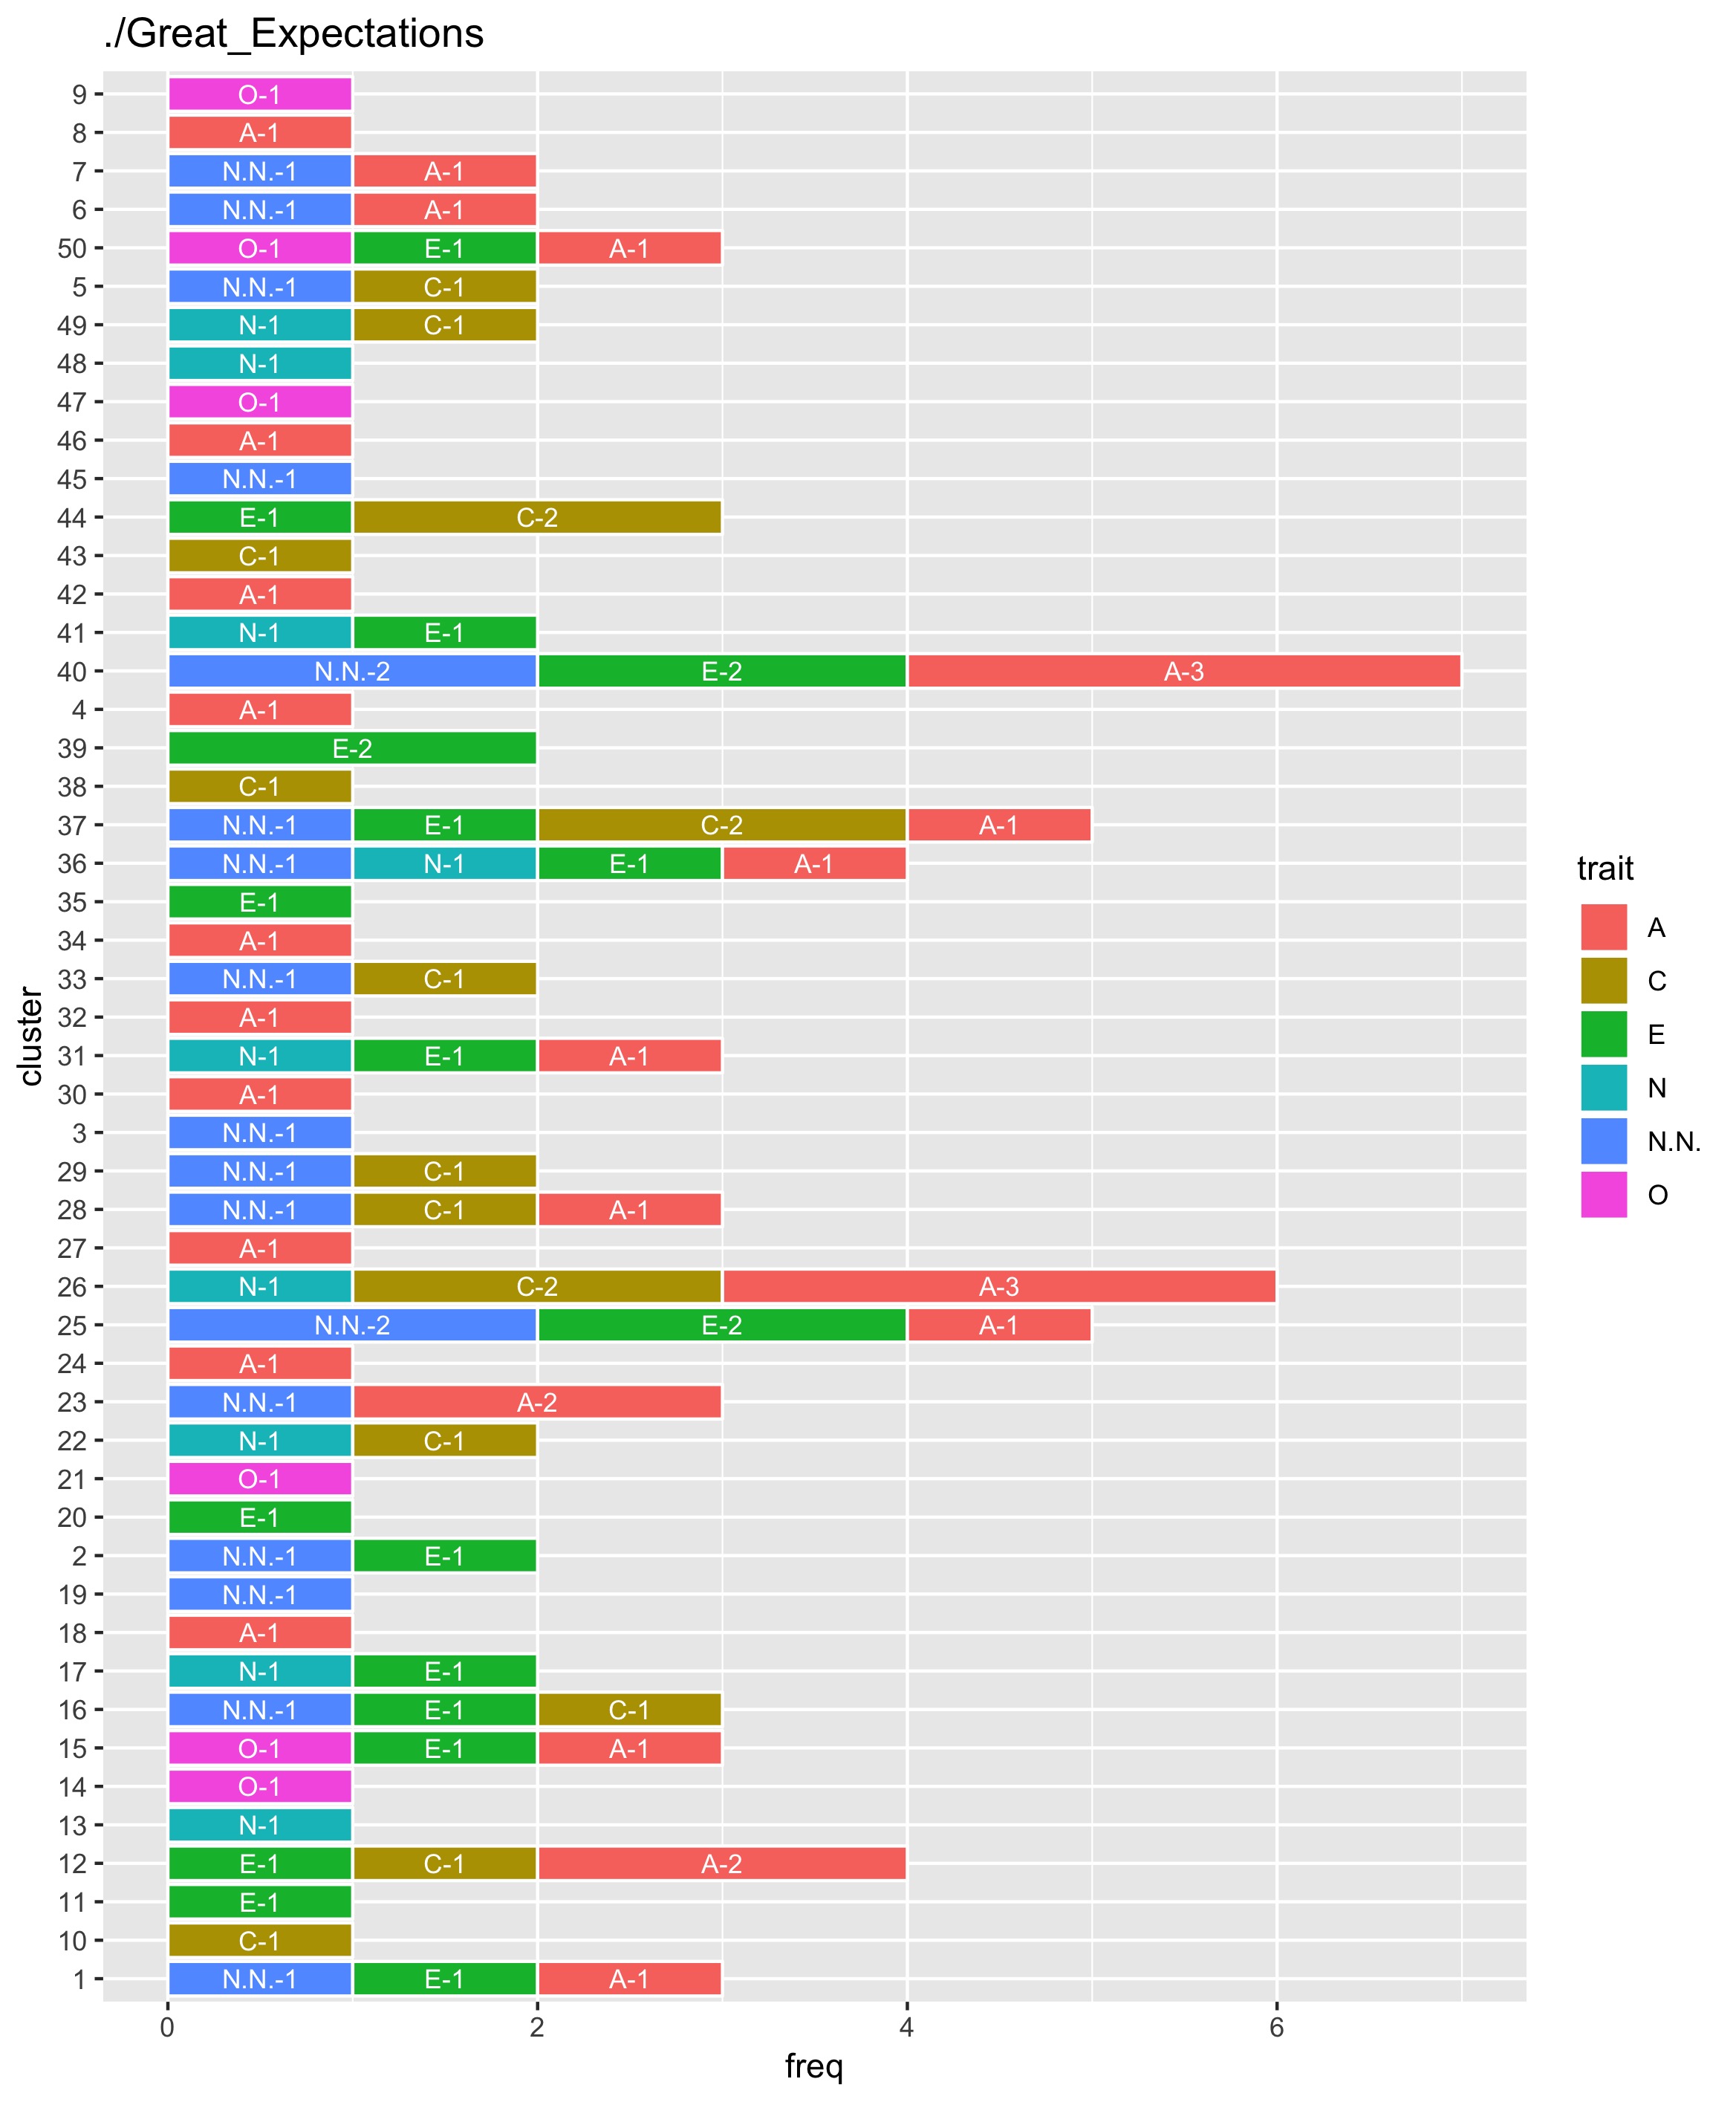 ./Great_Expectations
9 O-1
8 A-1
7 N.N.-1 A-1
6 N.N.-1 A-1
50 O-1 E-1 A-1
5 N.N.-1 C-1
49 N-1 C-1
48 N-1
47 O-1
46 A-1
45 N.N.-1
44 E-1 C-2
43 C-1
42 A-1
41 N-1 E-1
40 N.N.-2 E-2 A-3
4 A-1
39 E-2
38 C-1
37 N.N.-1 E-1 C-2 A-1
36 N.N.-1 N-1 E-1 A-1
35 E-1
34 A-1
33 N.N.-1 C-1
32 A-1
31 N-1 E-1 A-1
30 A-1
3 N.N.-1
29 N.N.-1 C-1
28 N.N.-1 C-1 A-1
27 A-1
26 N-1 C-2 A-3
25 N.N.-2 E-2 A-1
24 A-1
23 N.N.-1 A-2
22 N-1 C-1
21 O-1
20 E-1
2 N.N.-1 E-1
19 N.N.-1
18 A-1
17 N-1 E-1
16 N.N.-1 E-1 C-1
15 O-1 E-1 A-1
14 O-1
13 N-1
12 E-1 C-1 A-2
11 E-1
10 C-1
1 N.N.-1 E-1 A-1
0 2 4 6
freq
cluster
trait
A
C
E
N
N.N.
O